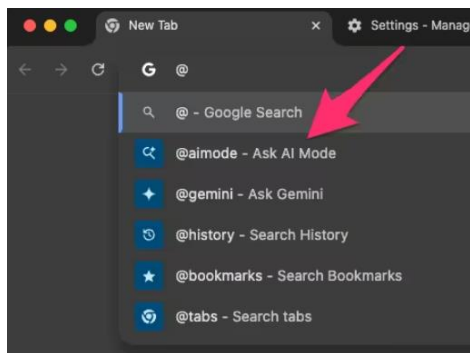 New Tab
Settings - Manag
G @
@ - Google Search
@aimode - Ask AI Mode
@gemini - Ask Gemini
@history - Search History
@bookmarks - Search Bookmarks
@tabs - Search tabs